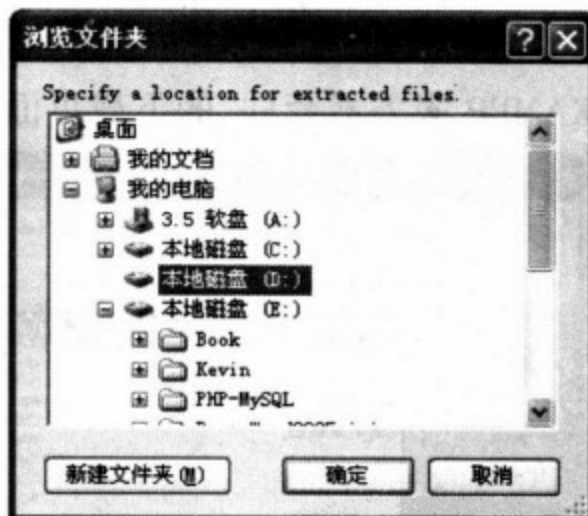 浏览文件夹
Specify a location for extracted files.
桌面
我的文档
我的电脑
3.5 软盘 (A:)
本地磁盘 (C:)
本地磁盘 (D:)
本地磁盘 (E:)
Book
Kevin
PHP-MySQL
新建文件夹(M) 确定 取消